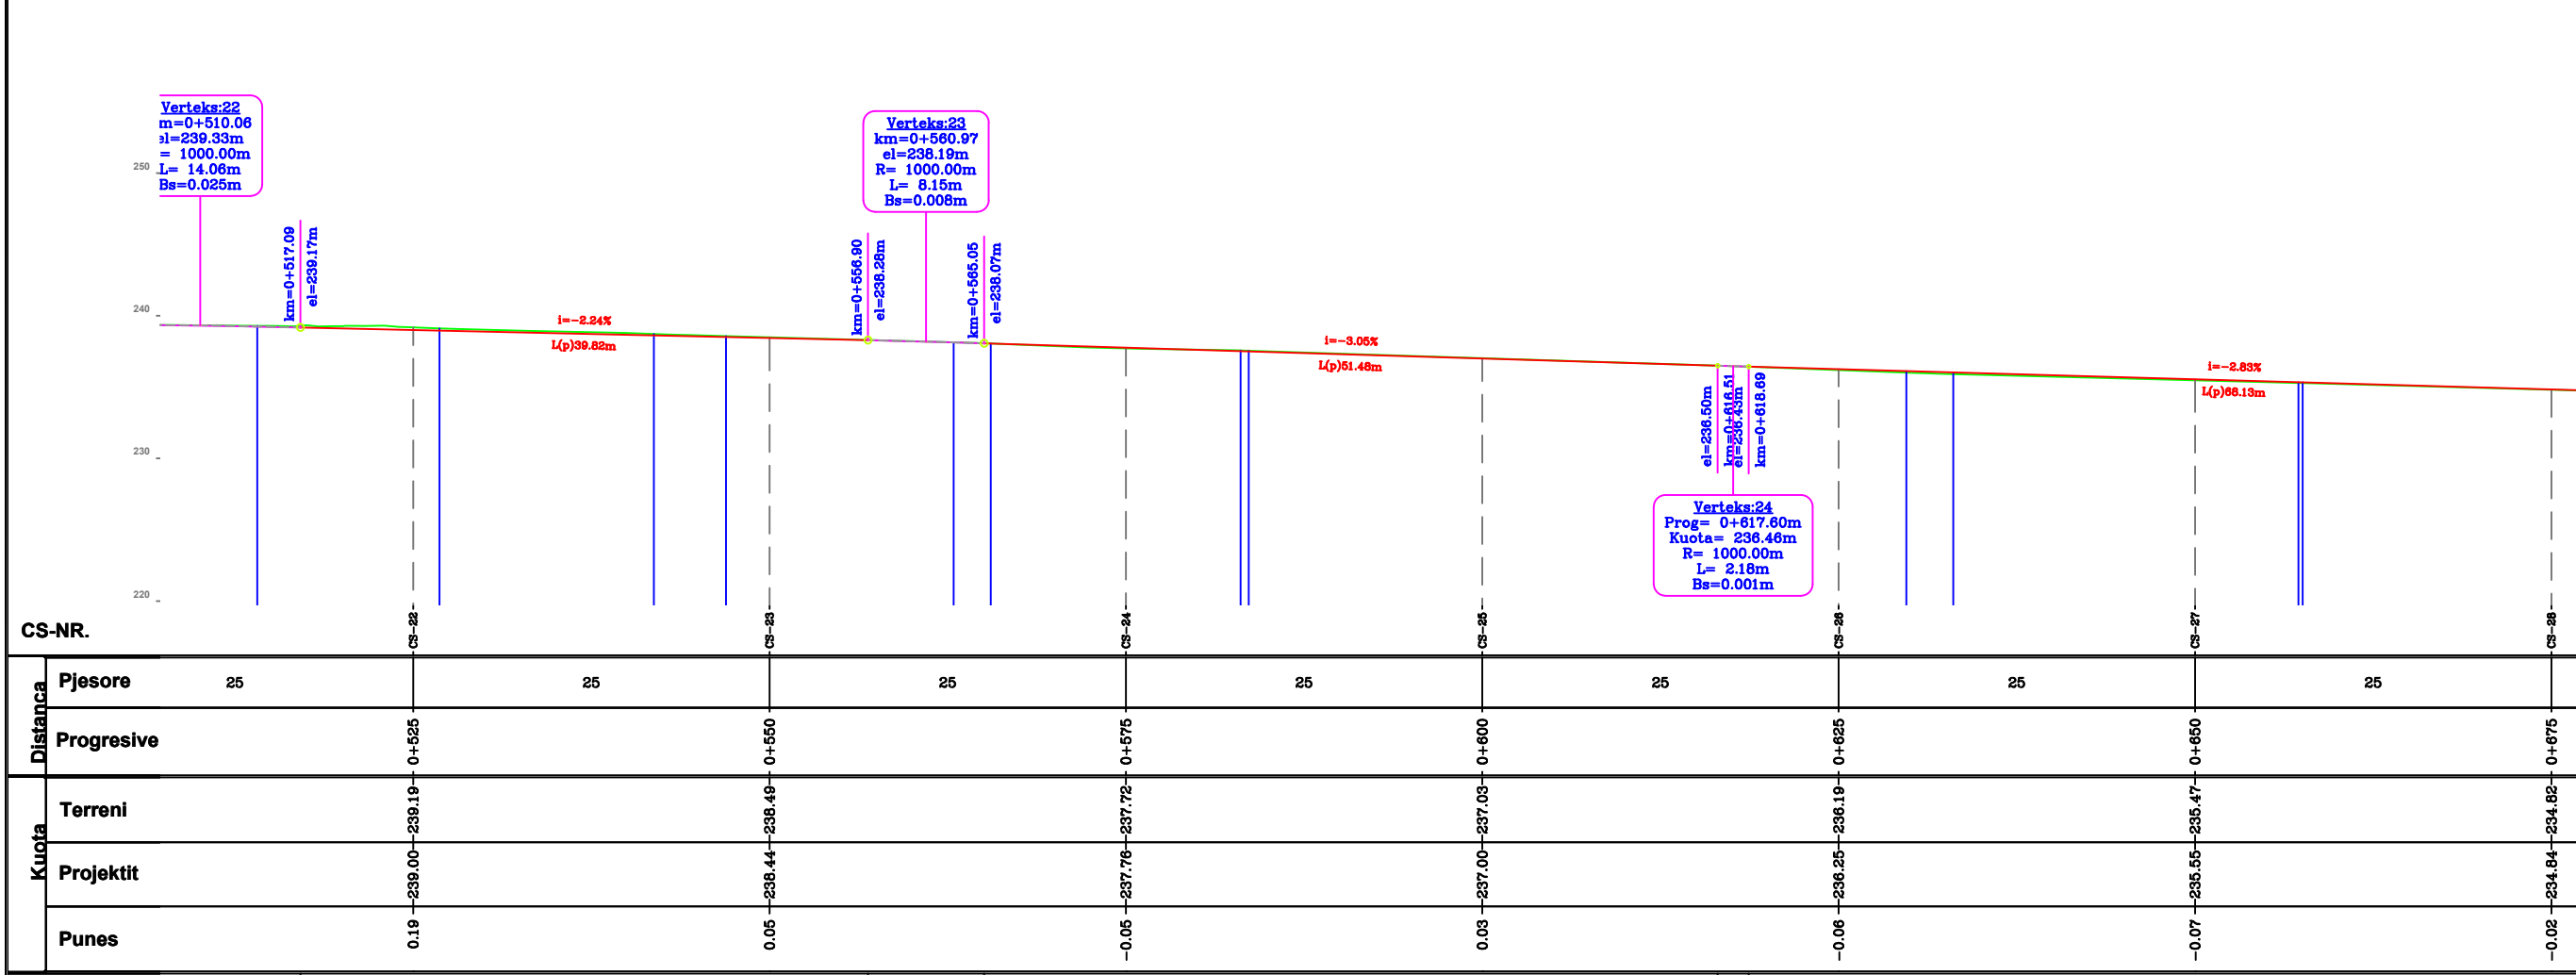 Verteks:22
m=0+510.06
el=239.33m
= 1000.00m
L= 14.06m
Bs=0.025m
km=0+517.09
el=239.17m
i=-2.24%
L(p)39.82m
km=0+556.90
el=238.28m
Verteks:23
km=0+560.97
el=238.19m
R= 1000.00m
L= 8.15m
Bs=0.008m
km=0+565.05
el=238.07m
i=-3.05%
L(p)51.48m
el=236.50m
km=0+616.51
el=236.43m
km=0+618.69
Verteks:24
Prog= 0+617.60m
Kuota= 236.46m
R= 1000.00m
L= 2.18m
Bs=0.001m
i=-2.83%
L(p)68.13m
250
240
230
220
CS-NR. CS-22 CS-23 CS-24 CS-25 CS-26 CS-27 CS-28
Distanca
Pjesore 25 25 25 25 25 25 25
Progresive 0+525 0+550 0+575 0+600 0+625 0+650 0+675
Kuota
Terreni 239.19 238.49 237.72 237.03 236.19 235.47 234.82
Projektit 239.00 238.44 237.76 237.00 236.25 235.55 234.84
Punes 0.19 0.05 -0.05 0.03 -0.06 -0.07 -0.02